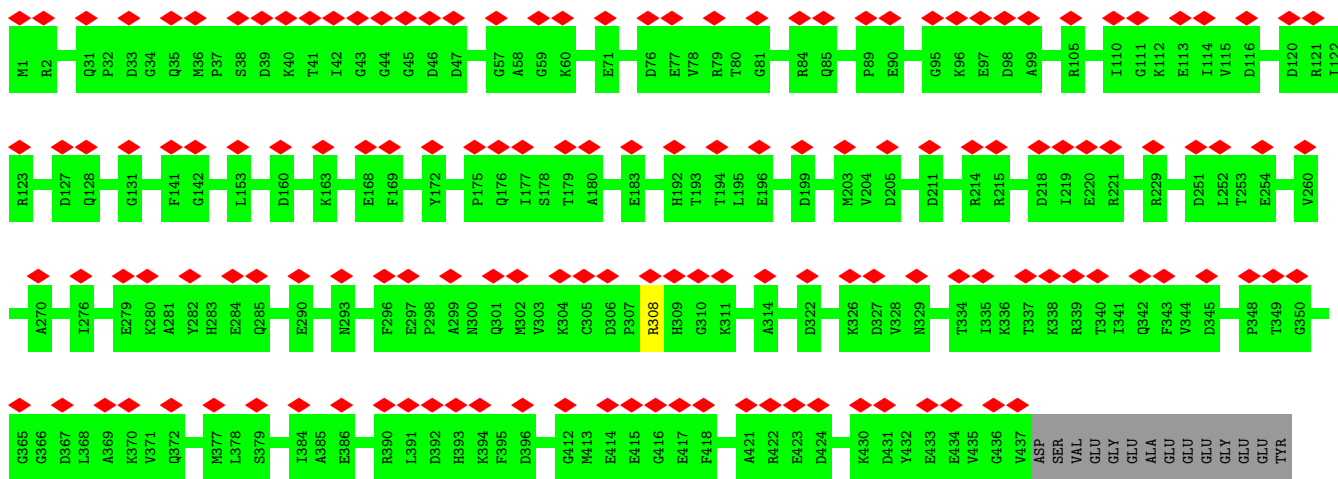 M1 R2 Q31 P32 D33 G34 Q35 M36 P37 S38 D39 K40 T41 I42 G43 G44 G45 D46 D47 G57 A58 G59 K60 E71 D76 E77 V78 R79 T80 G81 R84 Q85 P89 E90 G95 K96 E97 D98 A99 R105 I110 G111 K112 E113 I114 V115 D116 D120 R121 I122
R123 D127 Q128 G131 F141 G142 L153 D160 K163 E168 F169 Y172 P175 Q176 I177 S178 T179 A180 E183 H192 T193 T194 L195 E196 D199 M203 V204 D205 D211 R214 R215 D218 I219 E220 R221 R229 D251 L252 T253 E254 V260
A270 I276 E279 K280 A281 Y282 H283 E284 Q285 E290 N293 F296 E297 P298 A299 N300 Q301 M302 V303 K304 C305 D306 P307 R308 H309 G310 K311 A314 D322 K326 D327 V328 N329 T334 I335 K336 T337 K338 R339 T340 I341 Q342 F343 V344 D345 P348 T349 G350
G365 G366 D367 L368 A369 K370 V371 Q372 M377 L378 S379 I384 A385 E386 R390 L391 D392 H393 K394 F395 D396 G412 M413 E414 E415 G416 E417 F418 A421 R422 E423 D424 K430 D431 Y432 E433 E434 V435 G436 V437 ASP SER VAL GLU GLY GLU ALA GLU GLU GLU GLY GLU GLU TYR